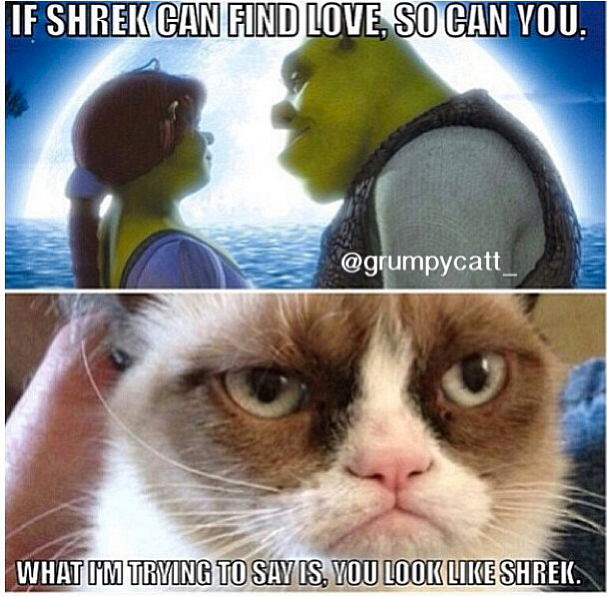 IF SHREK CAN FIND LOVE, SO CAN YOU.
@grumpycatt_
WHAT I'M TRYING TO SAY IS, YOU LOOK LIKE SHREK.